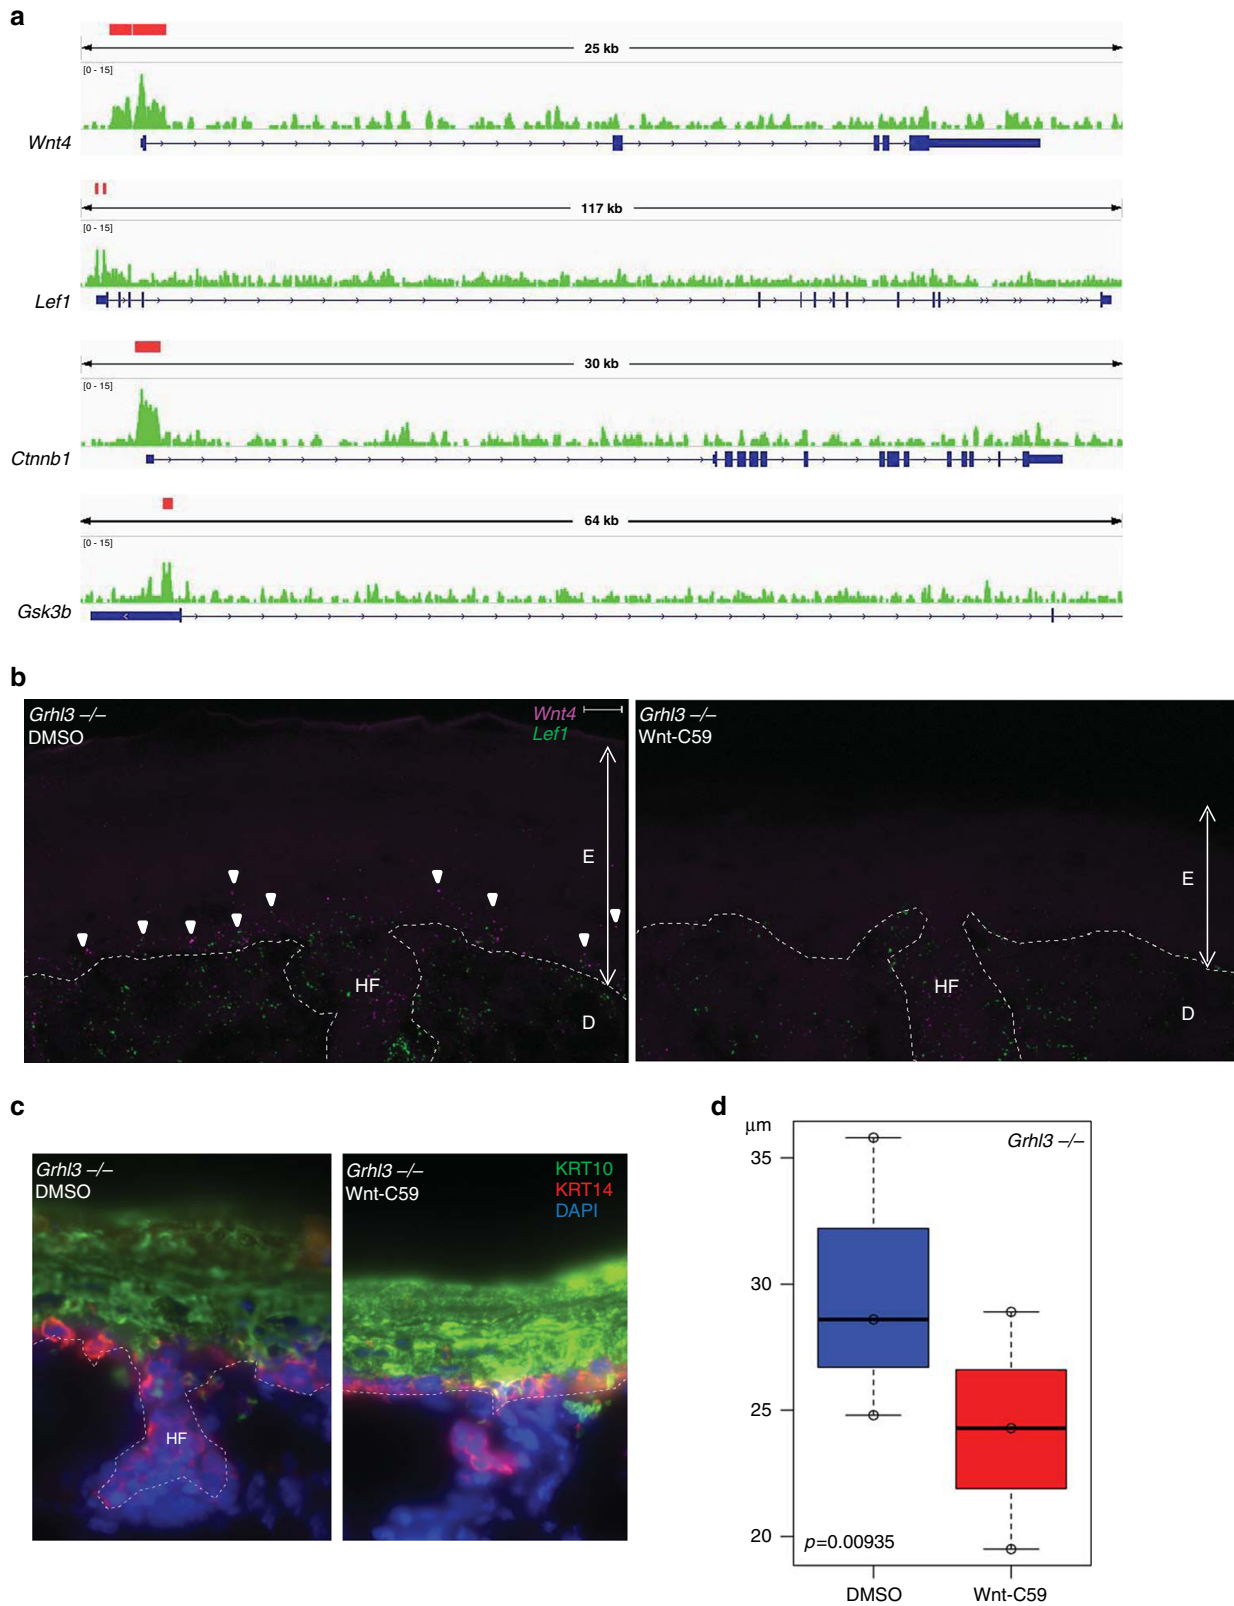 a
25 kb
[0 - 15]
Wnt4
117 kb
[0 - 15]
Lef1
30 kb
[0 - 15]
Ctnnb1
64 kb
[0 - 15]
Gsk3b
b
Grhl3 –/–
DMSO
Wnt4
Lef1
E
HF
D
Grhl3 –/–
Wnt-C59
E
HF
D
c
Grhl3 –/–
DMSO
HF
Grhl3 –/–
Wnt-C59
KRT10
KRT14
DAPI
d
μm
Grhl3 –/–
35
30
25
20
p=0.00935
DMSO
Wnt-C59